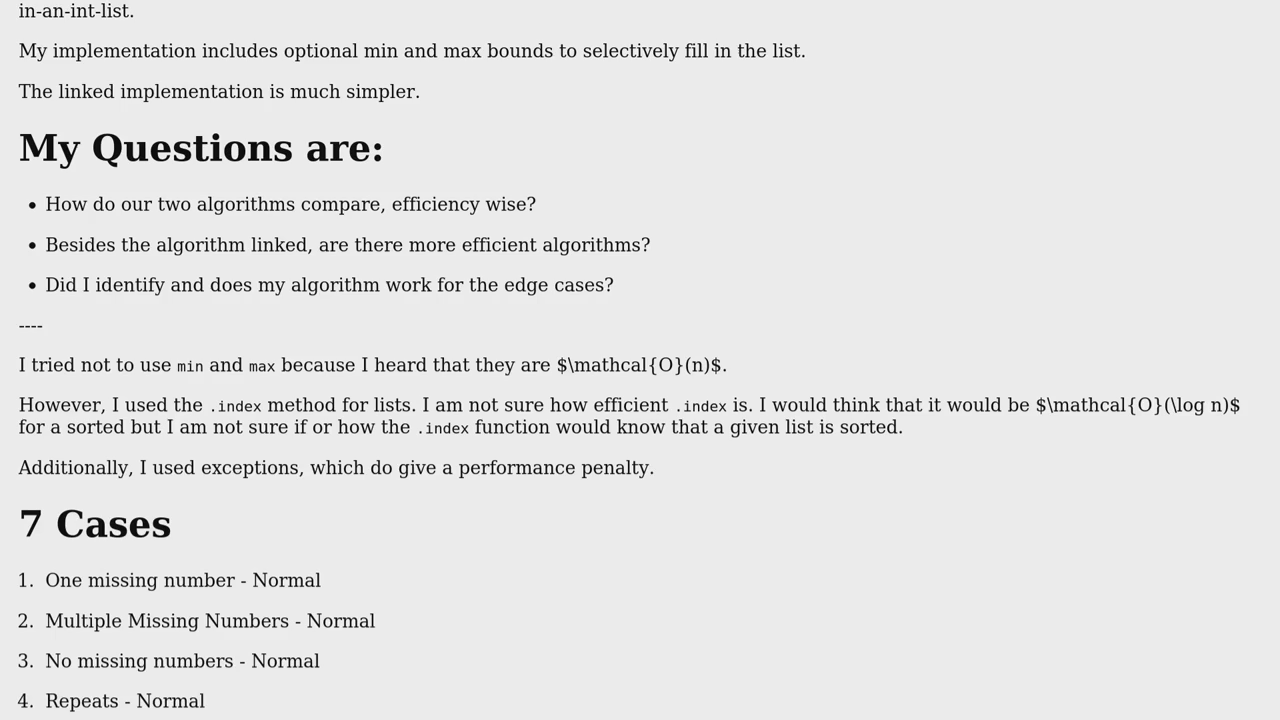 in-an-int-list.
My implementation includes optional min and max bounds to selectively fill in the list.
The linked implementation is much simpler.
My Questions are:
• How do our two algorithms compare, efficiency wise?
• Besides the algorithm linked, are there more efficient algorithms?
• Did I identify and does my algorithm work for the edge cases?
----
I tried not to use min and max because I heard that they are $\mathcal{O}(n)$.
However, I used the .index method for lists. I am not sure how efficient .index is. I would think that it would be $\mathcal{O}(\log n)$
for a sorted but I am not sure if or how the .index function would know that a given list is sorted.
Additionally, I used exceptions, which do give a performance penalty.
7 Cases
1. One missing number - Normal
2. Multiple Missing Numbers - Normal
3. No missing numbers - Normal
4. Repeats - Normal